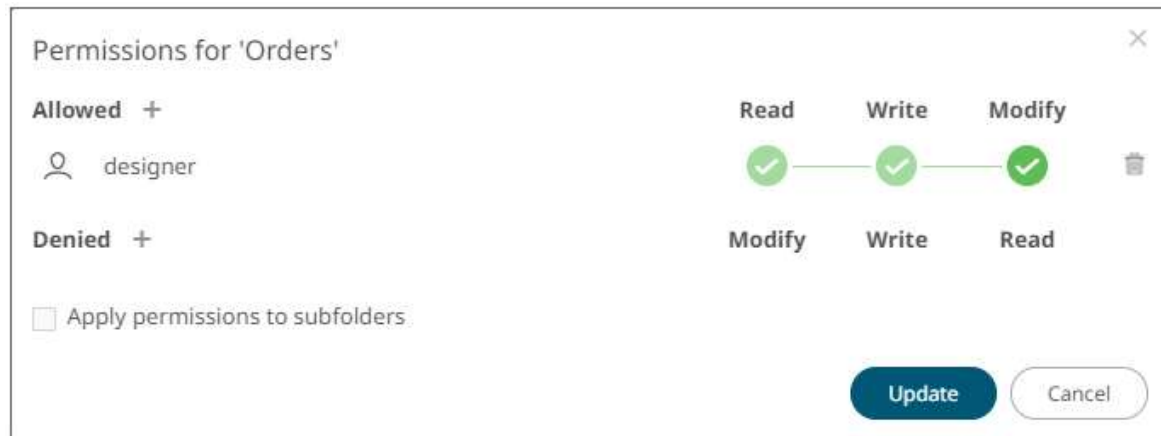 Permissions for 'Orders'
Allowed + Read Write Modify
designer
Denied + Modify Write Read
Apply permissions to subfolders
Update Cancel